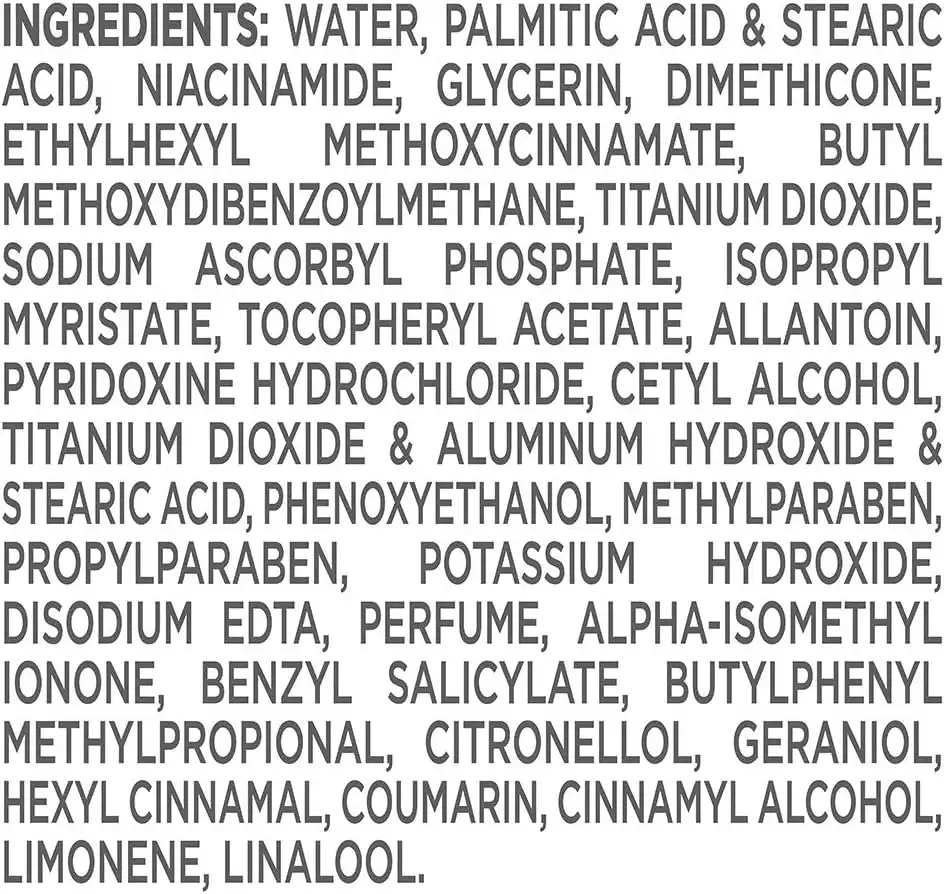 INGREDIENTS: WATER, PALMITIC ACID & STEARIC
ACID, NIACINAMIDE, GLYCERIN, DIMETHICONE,
ETHYLHEXYL METHOXYCINNAMATE, BUTYL
METHOXYDIBENZOYLMETHANE, TITANIUM DIOXIDE,
SODIUM ASCORBYL PHOSPHATE, ISOPROPYL
MYRISTATE, TOCOPHERYL ACETATE, ALLANTOIN,
PYRIDOXINE HYDROCHLORIDE, CETYL ALCOHOL,
TITANIUM DIOXIDE & ALUMINUM HYDROXIDE &
STEARIC ACID, PHENOXYETHANOL, METHYLPARABEN,
PROPYLPARABEN, POTASSIUM HYDROXIDE,
DISODIUM EDTA, PERFUME, ALPHA-ISOMETHYL
IONONE, BENZYL SALICYLATE, BUTYLPHENYL
METHYLPROPIONAL, CITRONELLOL, GERANIOL,
HEXYL CINNAMAL, COUMARIN, CINNAMYL ALCOHOL,
LIMONENE, LINALOOL.